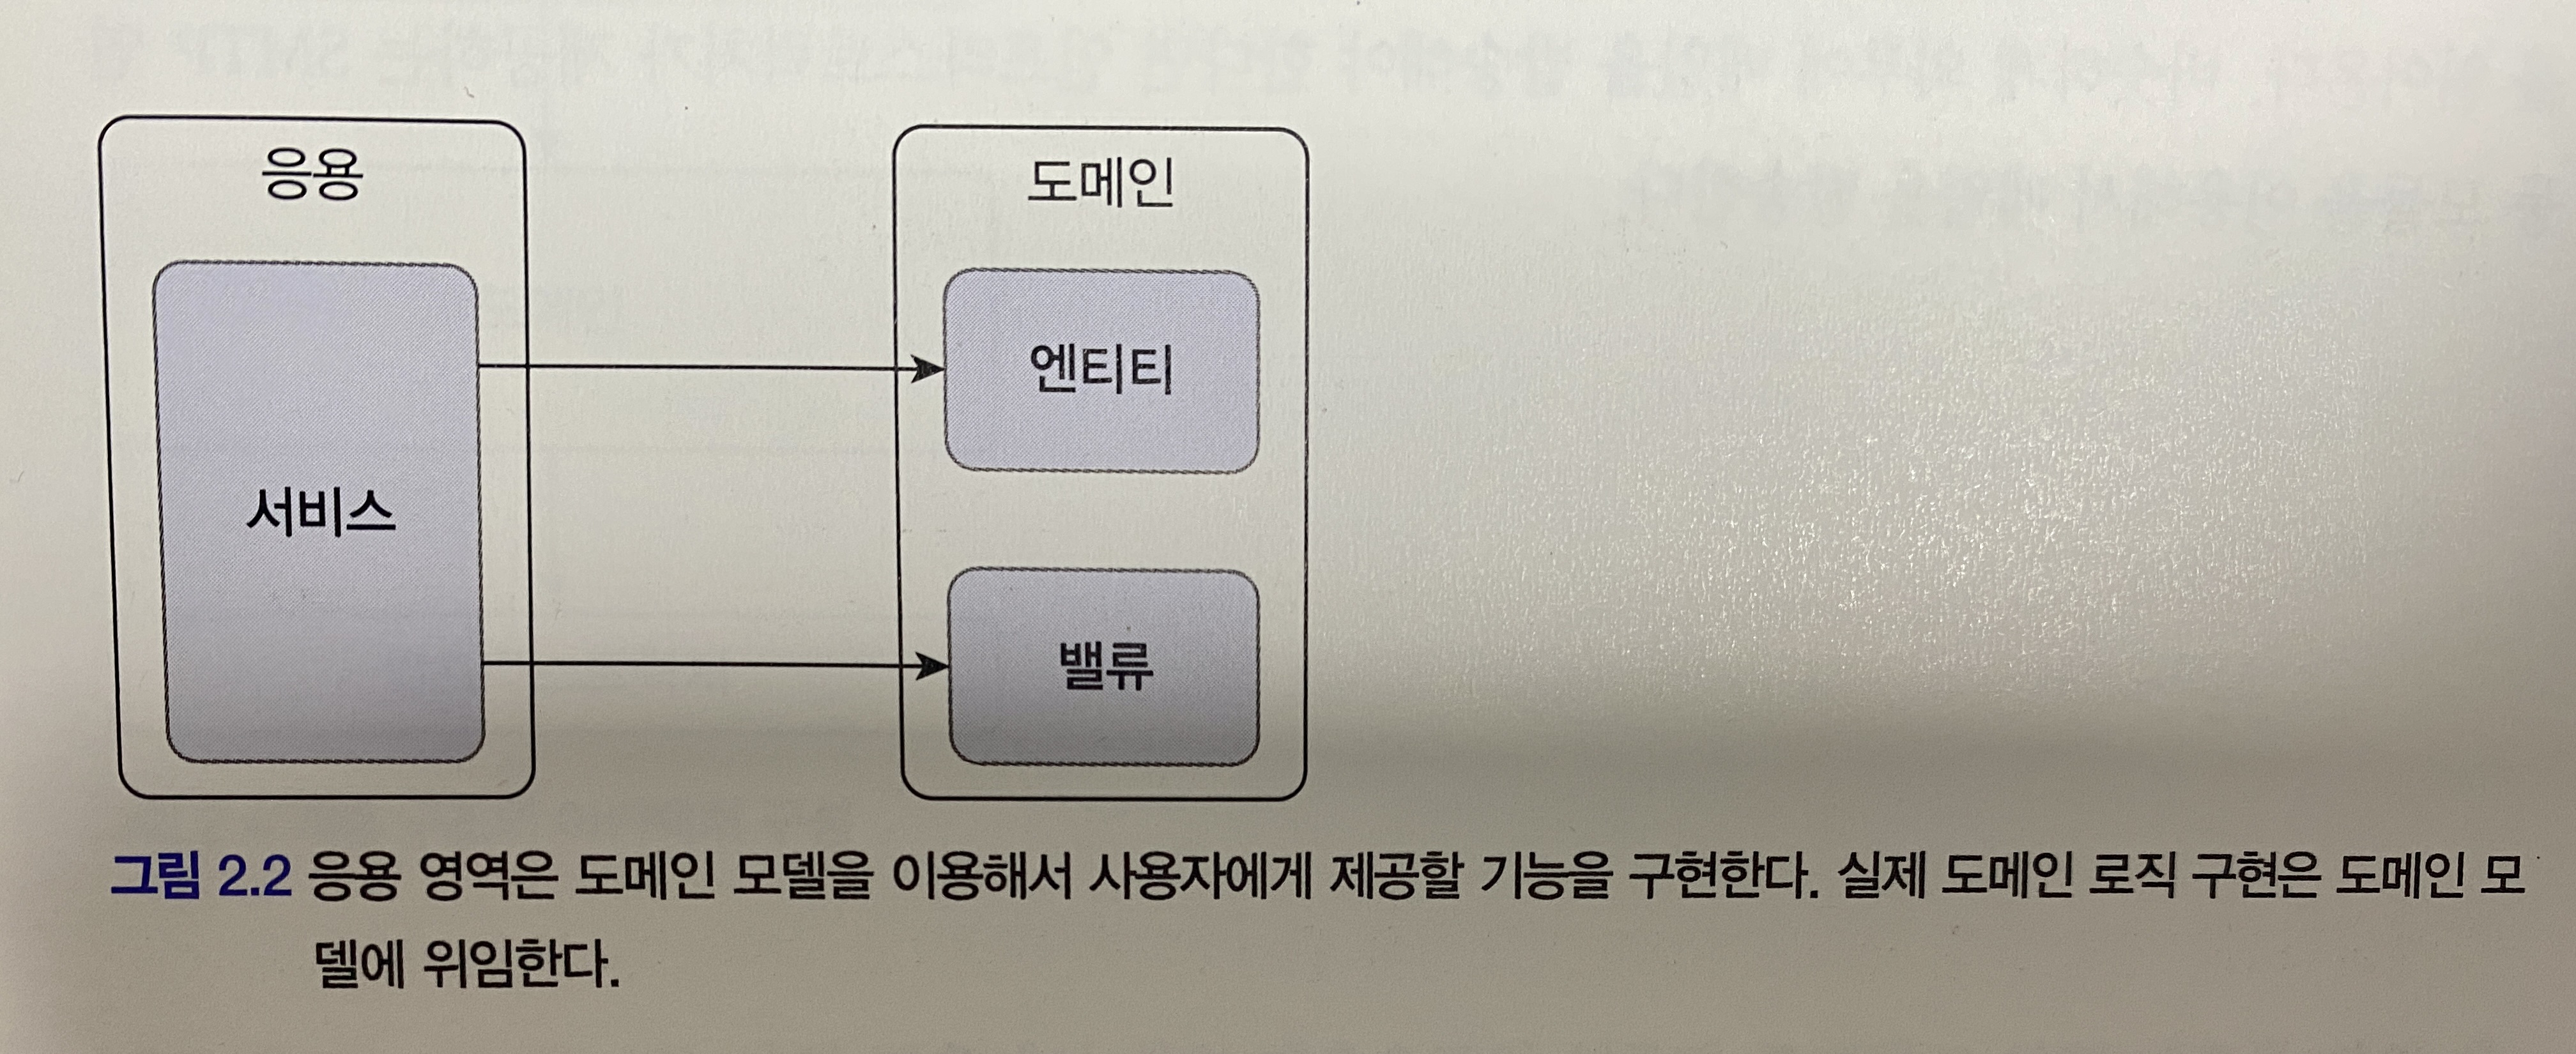 응용
도메인
엔티티
서비스
밸류
그림 2.2 응용 영역은 도메인 모델을 이용해서 사용자에게 제공할 기능을 구현한다. 실제 도메인 로직 구현은 도메인 모
델에 위임한다.